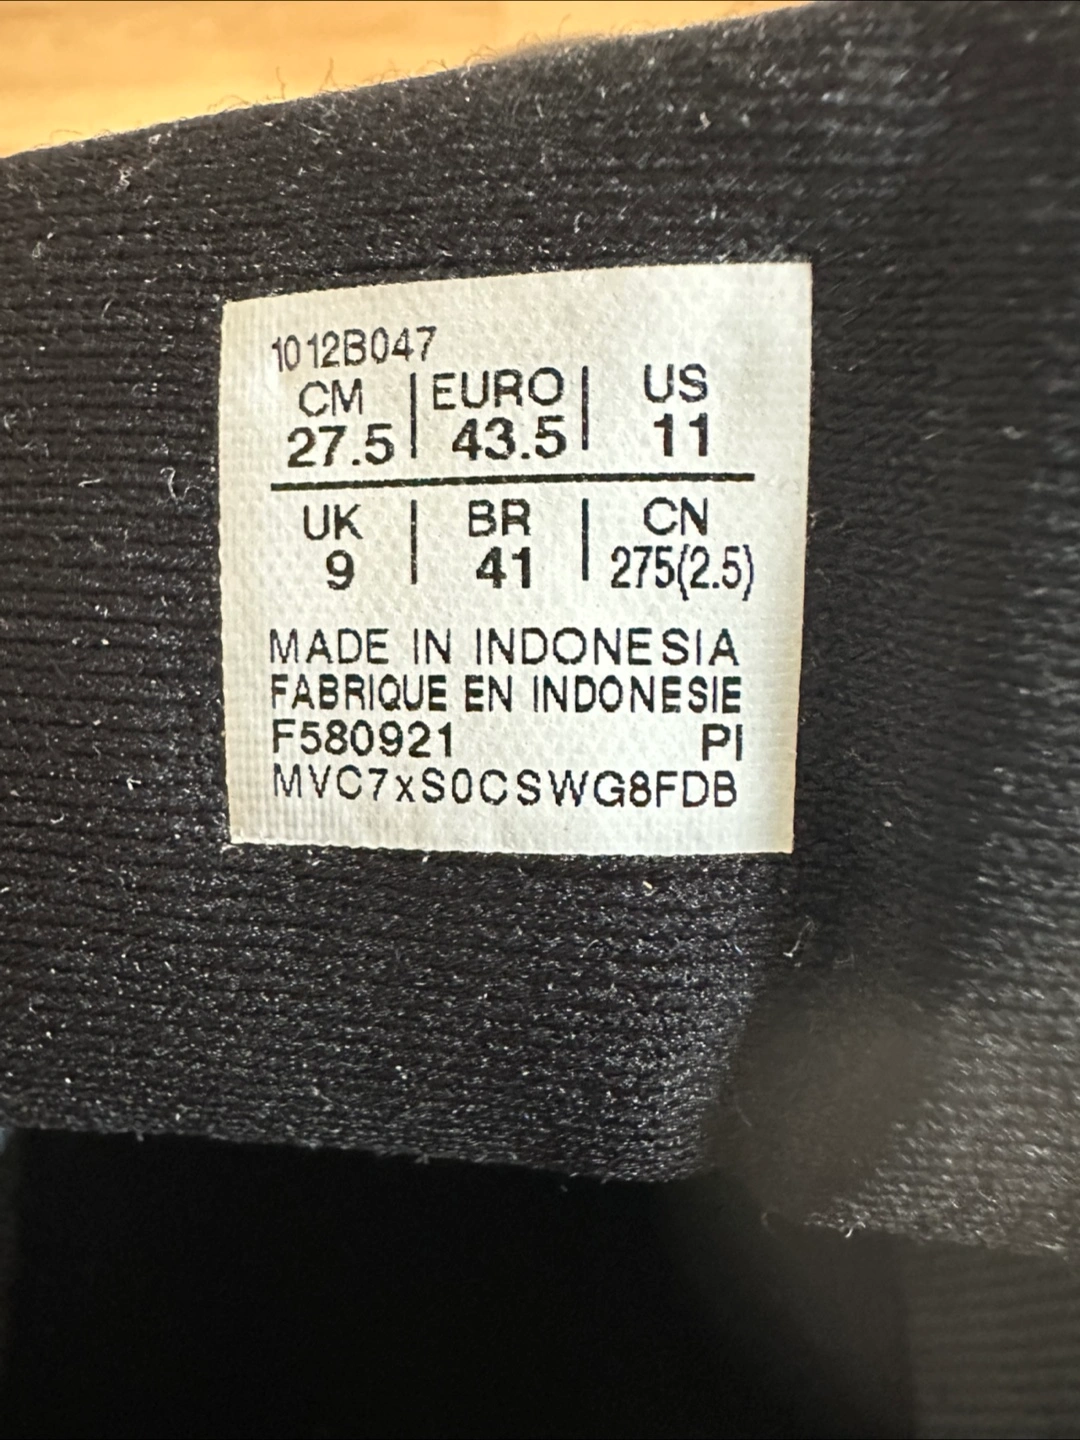 1012B047
CM | EURO | US
27.5 | 43.5 | 11
UK | BR | CN
9 | 41 | 275(2.5)
MADE IN INDONESIA
FABRIQUE EN INDONESIE
F580921 PI
MVC7xS0CSWG8FDB